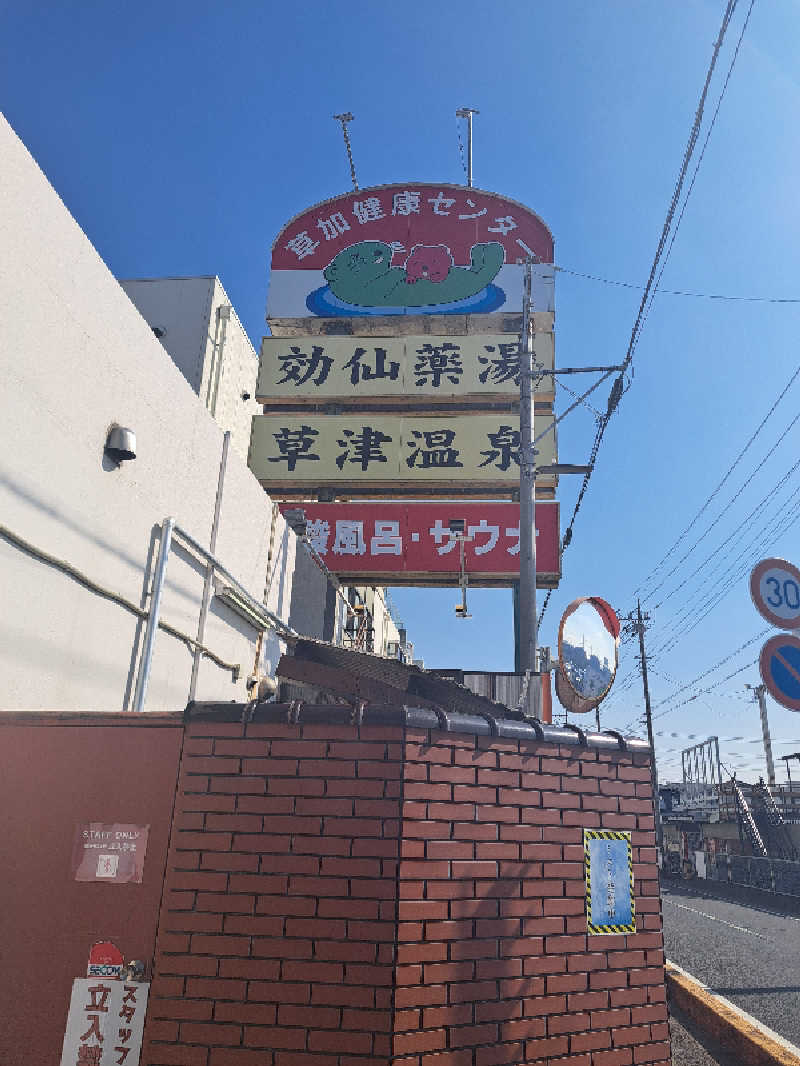 草加健康センター
効仙薬湯
草津温泉
酸風呂・サウナ
30
STAFF ONLY
SECOM
スタッフ
立入禁